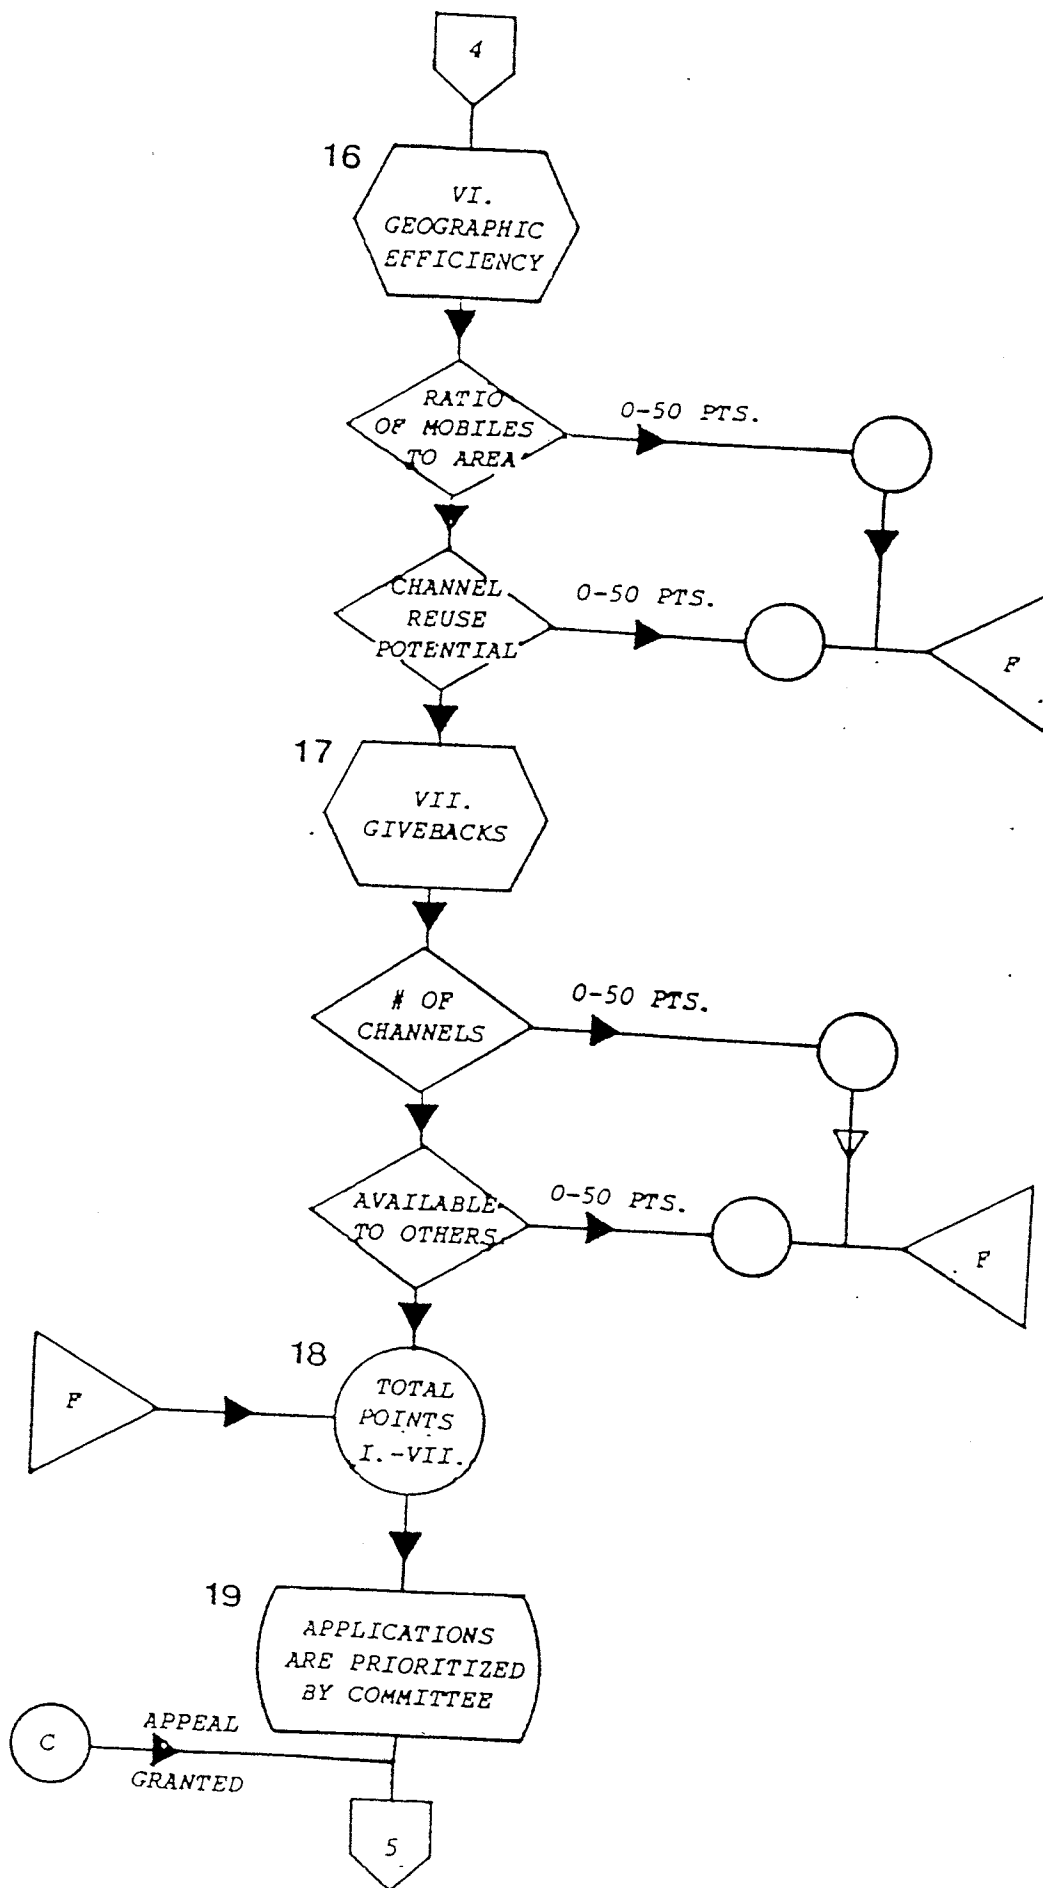 4
16
VI.
GEOGRAPHIC
EFFICIENCY
RATIO
OF MOBILES
TO AREA
0-50 PTS.
CHANNEL
REUSE
POTENTIAL
0-50 PTS.
F
17
VII.
GIVEBACKS
# OF
CHANNELS
0-50 PTS.
AVAILABLE
TO OTHERS
0-50 PTS.
F
18
F
TOTAL
POINTS
I.-VII.
19
APPLICATIONS
ARE PRIORITIZED
BY COMMITTEE
C
APPEAL
GRANTED
5